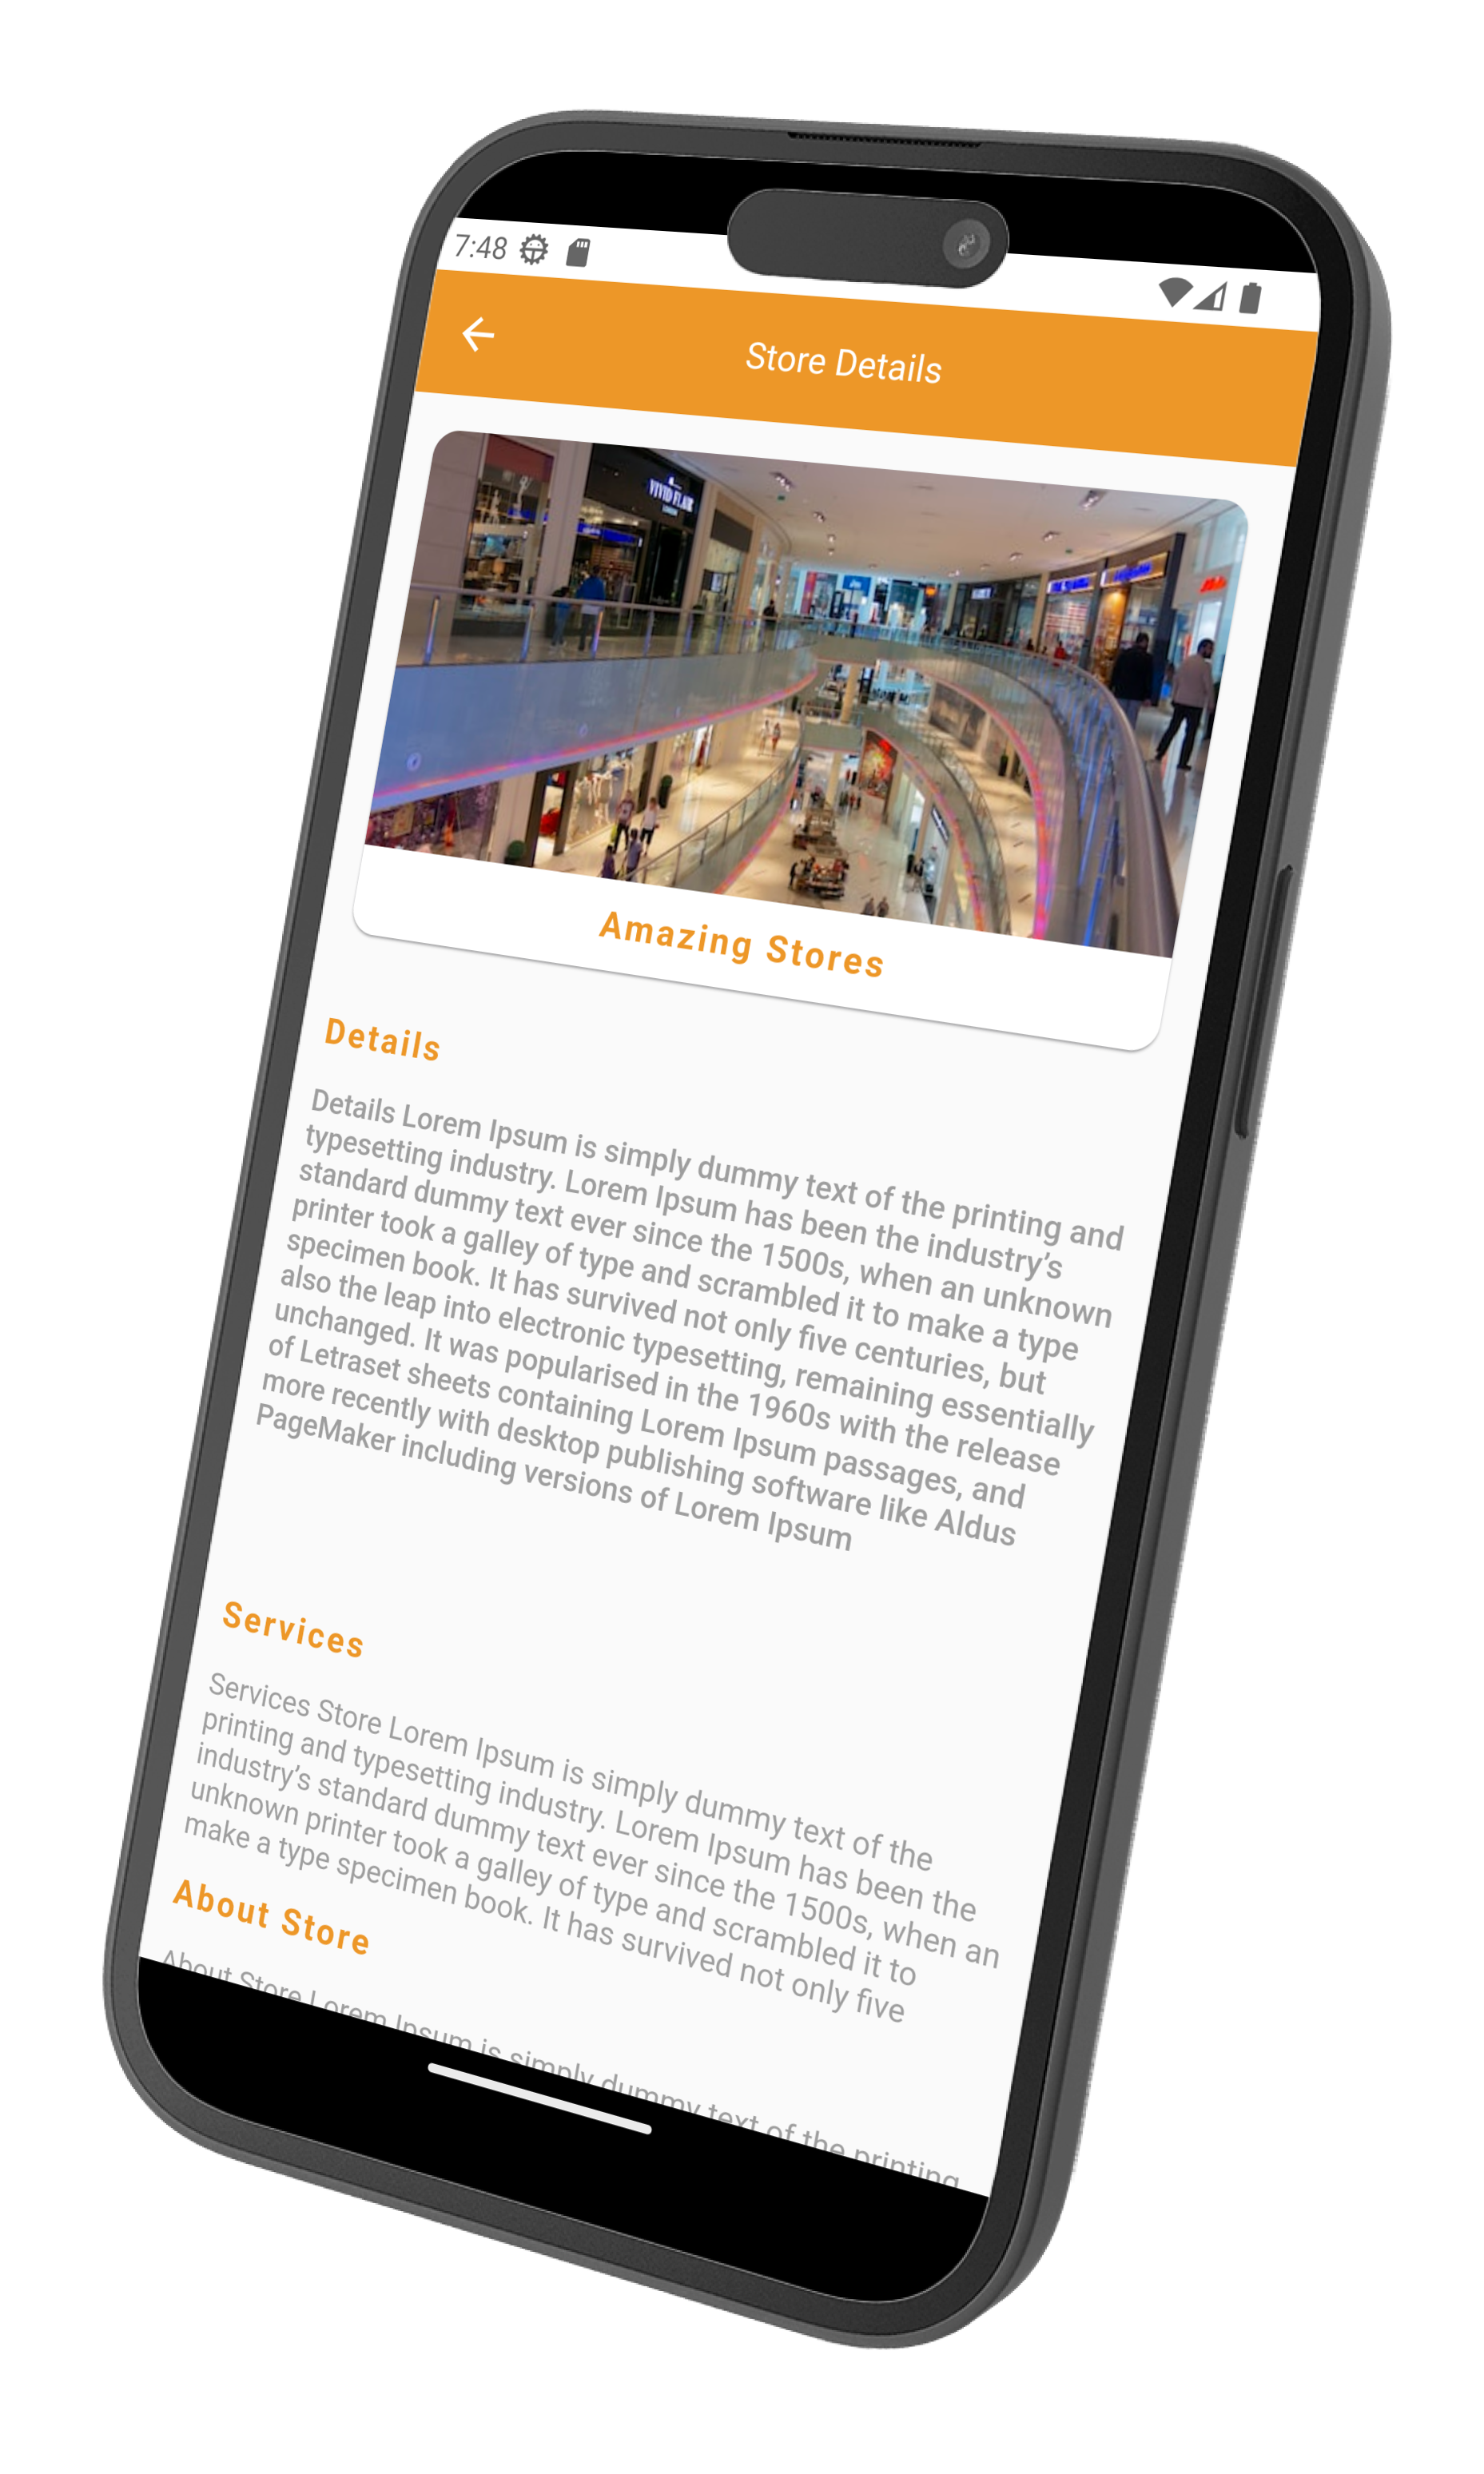 7:48
Store Details
VIVID FLAIR
LONDON
Amazing Stores
Details
Details Lorem Ipsum is simply dummy text of the printing and
typesetting industry. Lorem Ipsum has been the industry's
standard dummy text ever since the 1500s, when an unknown
printer took a galley of type and scrambled it to make a type
specimen book. It has survived not only five centuries, but
also the leap into electronic typesetting, remaining essentially
unchanged. It was popularised in the 1960s with the release
of Letraset sheets containing Lorem Ipsum passages, and
more recently with desktop publishing software like Aldus
PageMaker including versions of Lorem Ipsum
Services
Services Store Lorem Ipsum is simply dummy text of the
printing and typesetting industry. Lorem Ipsum has been the
industry's standard dummy text ever since the 1500s, when an
unknown printer took a galley of type and scrambled it to
make a type specimen book. It has survived not only five
About Store
About Store Lorem Ipsum is simply dummy text of the printing